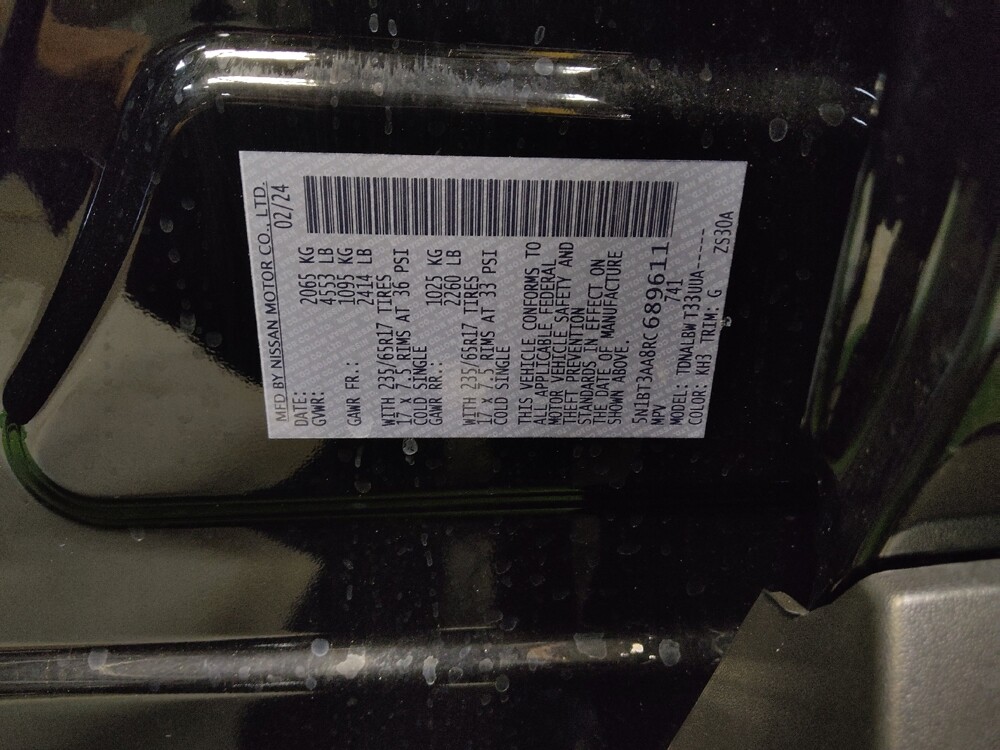 MFD BY NISSAN MOTOR CO., LTD.
DATE: 02/24
GVWR: 2065 KG
4553 LB
GAWR FR.: 1095 KG
2414 LB
WITH 235/65R17 TIRES
17 X 7.5 RIMS AT 36 PSI
COLD SINGLE
GAWR RR.: 1025 KG
2260 LB
WITH 235/65R17 TIRES
17 X 7.5 RIMS AT 33 PSI
COLD SINGLE
THIS VEHICLE CONFORMS TO
ALL APPLICABLE FEDERAL
MOTOR VEHICLE SAFETY AND
THEFT PREVENTION
STANDARDS IN EFFECT ON
THE DATE OF MANUFACTURE
SHOWN ABOVE.
5N1BT3AA8RC689611
MPV 741
MODEL: TDNALBW T33UUA-----
COLOR: KH3 TRIM: G ZS30A